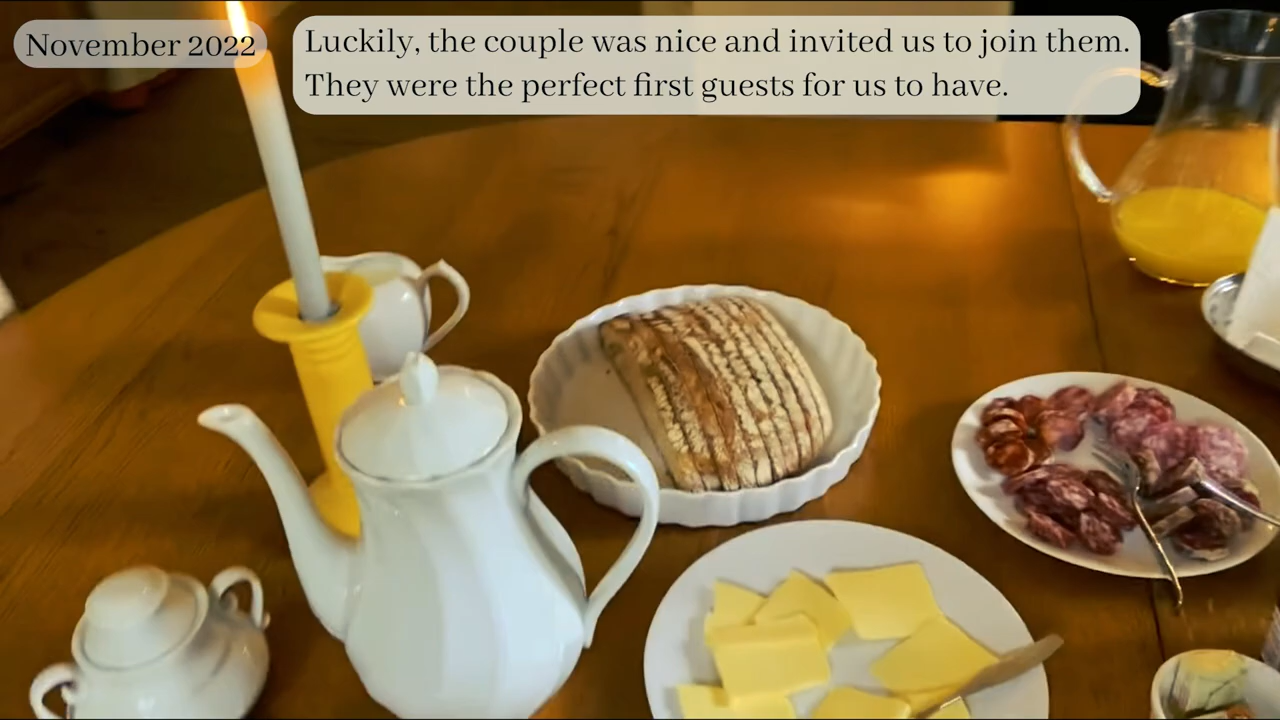 November 2022
Luckily, the couple was nice and invited us to join them.
They were the perfect first guests for us to have.